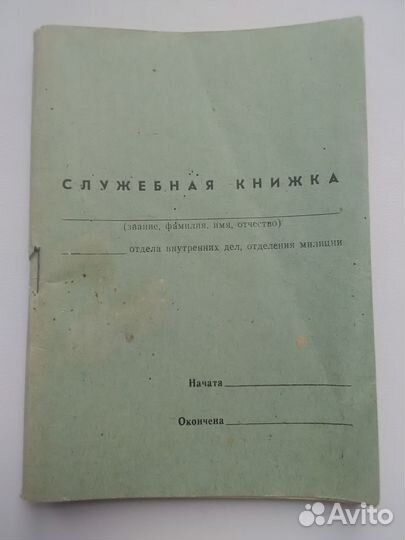 СЛУЖЕБНАЯ КНИЖКА
(звание, фамилия, имя, отчество)
отдела внутренних дел, отделения милиции
Начата
Окончена
Avito